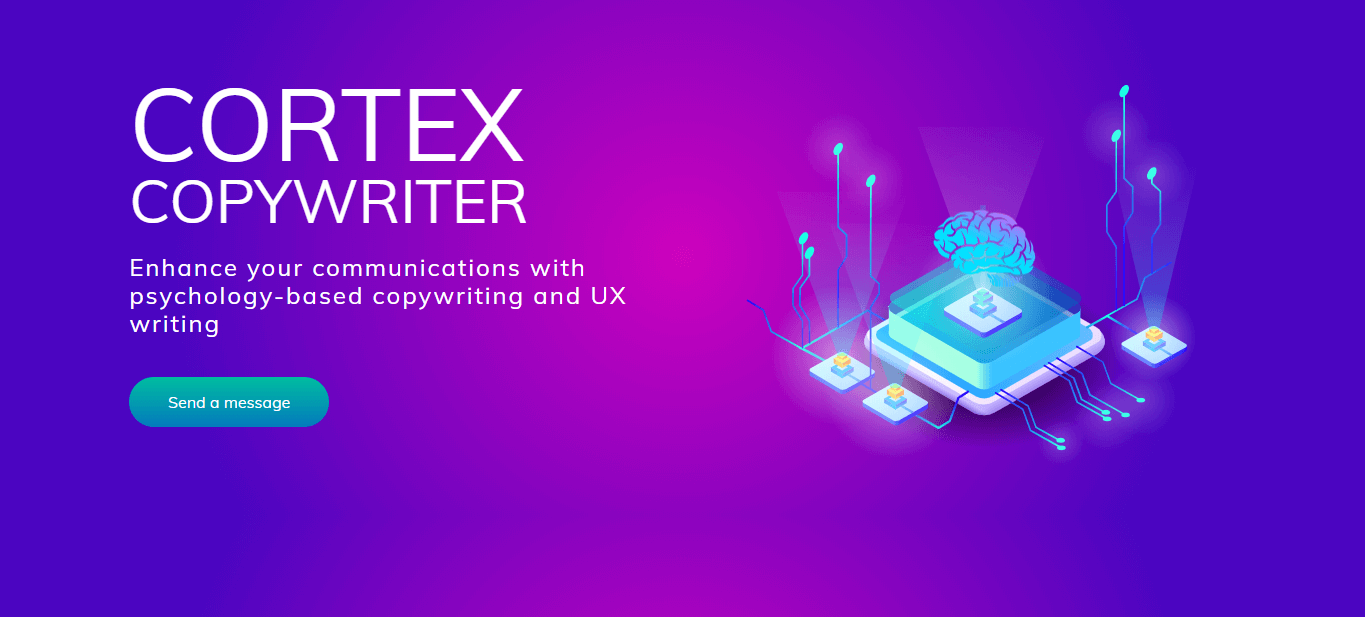 CORTEX
COPYWRITER
Enhance your communications with
psychology-based copywriting and UX
writing
Send a message